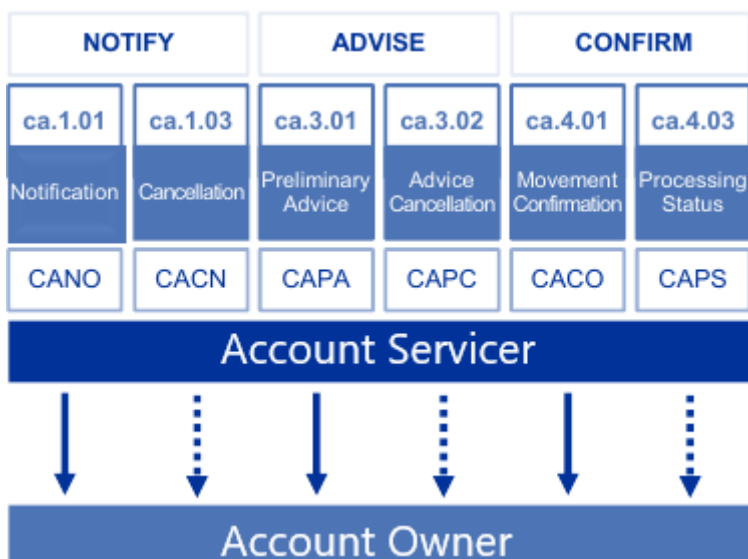 NOTIFY
ADVISE
CONFIRM
ca.1.01
ca.1.03
ca.3.01
ca.3.02
ca.4.01
ca.4.03
Notification
Cancellation
Preliminary
Advice
Advice
Cancellation
Movement
Confirmation
Processing
Status
CANO
CACN
CAPA
CAPC
CACO
CAPS
Account Servicer
Account Owner